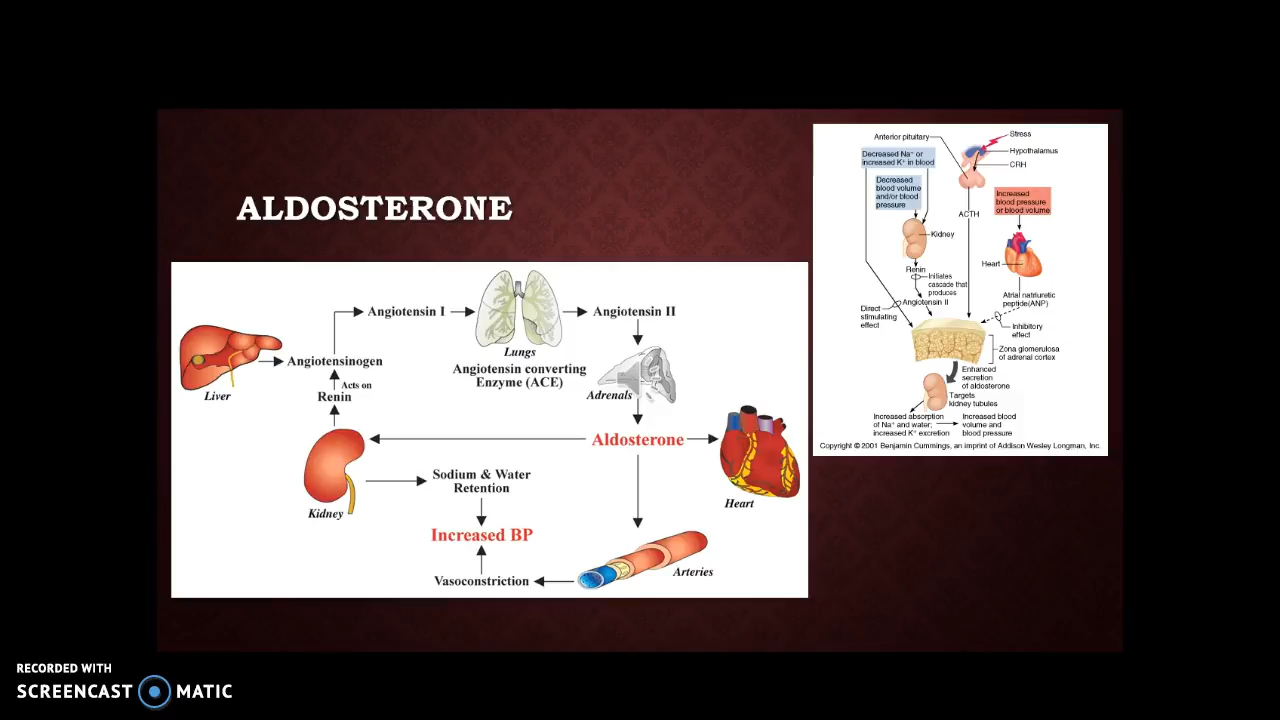 ALDOSTERONE
Angiotensin I
Angiotensin II
Lungs
Angiotensin converting
Enzyme (ACE)
Liver
Angiotensinogen
Acts on
Renin
Adrenals
Aldosterone
Kidney
Sodium & Water
Retention
Increased BP
Vasoconstriction
Heart
Arteries
Anterior pituitary
Stress
Hypothalamus
CRH
Decreased Na+ or
increased K+ in blood
Decreased
blood volume
and/or blood
pressure
Increased
blood pressure
or blood volume
ACTH
Kidney
Heart
Renin
Initiates
cascade that
produces
Angiotensin II
Direct
stimulating
effect
Atrial natriuretic
peptide(ANP)
Inhibitory
effect
Zona glomerulosa
of adrenal cortex
Enhanced
secretion
of aldosterone
Targets
kidney tubules
Increased absorption
of Na+ and water;
increased K+ excretion
Increased blood
volume and
blood pressure
Copyright © 2001 Benjamin Cummings, an imprint of Addison Wesley Longman, Inc.
RECORDED WITH
SCREENCAST MATIC